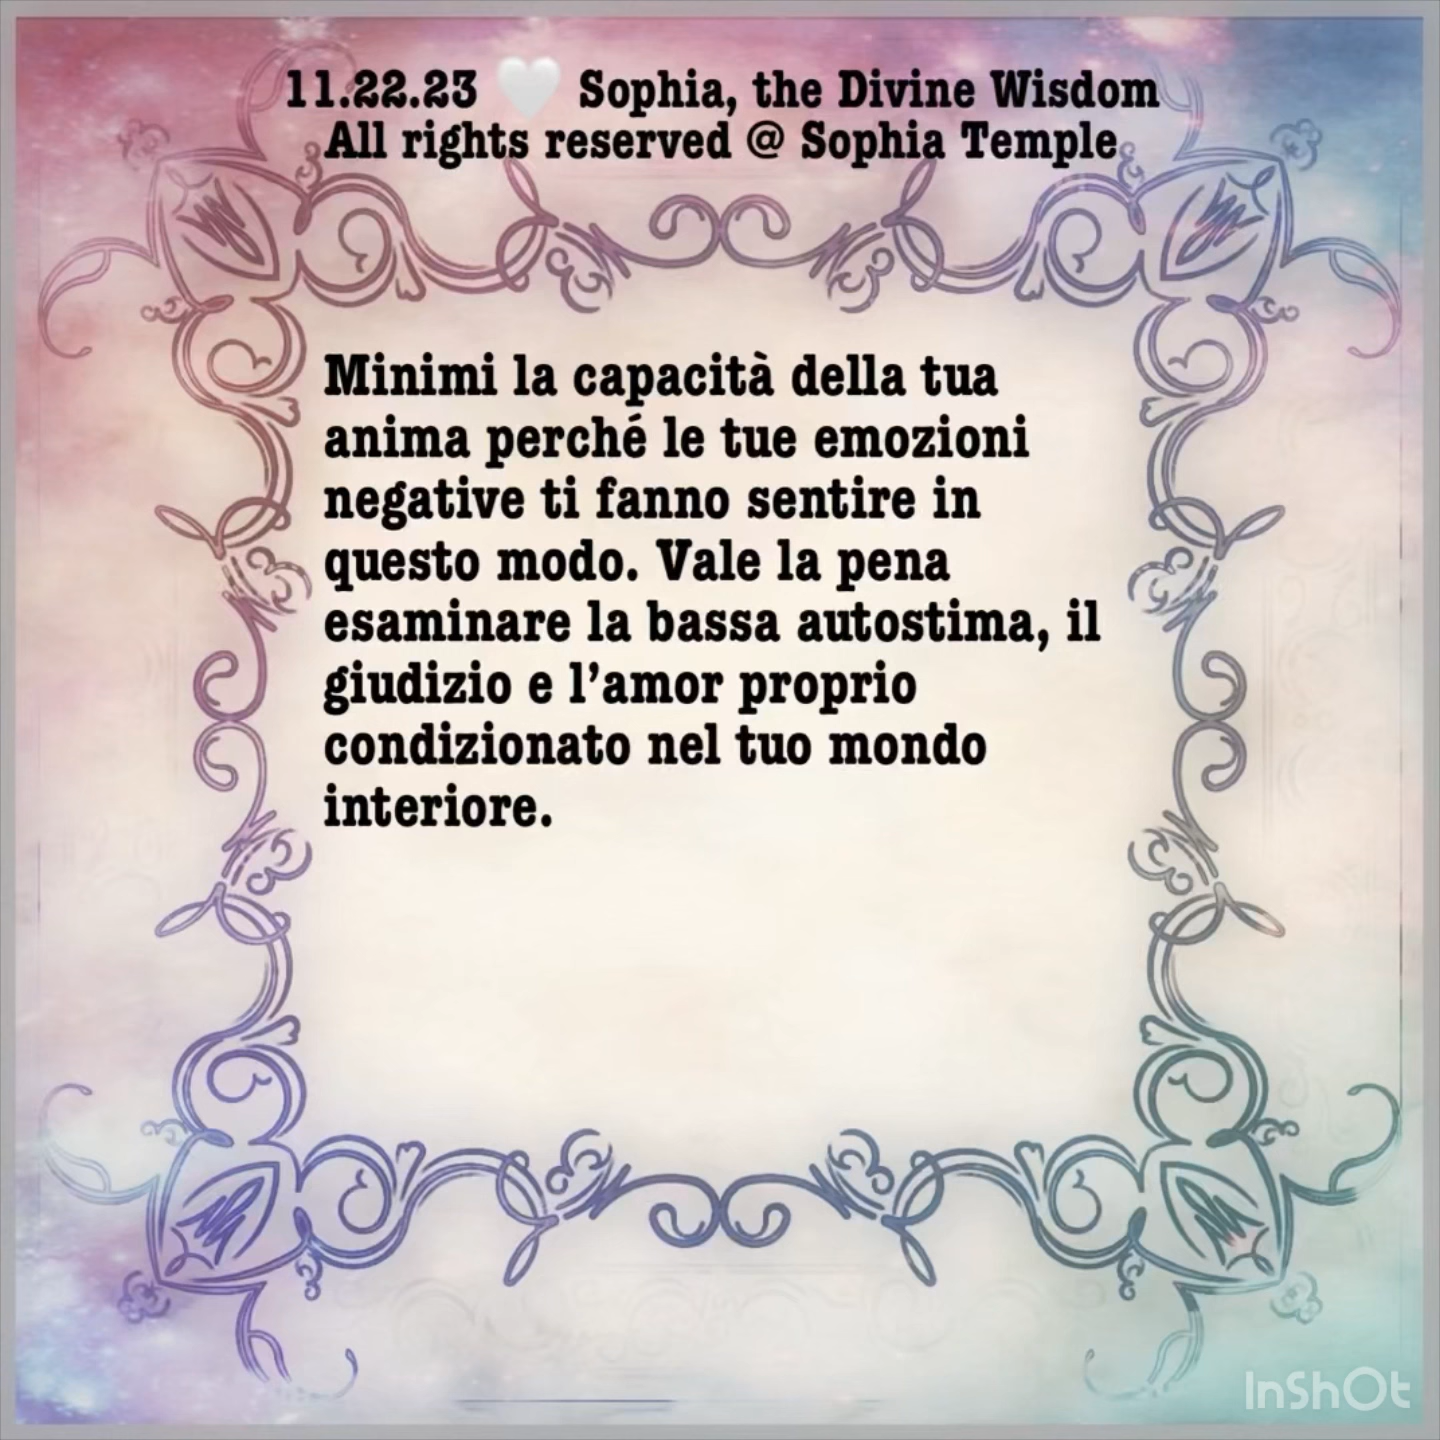 11.22.23 🤍 Sophia, the Divine Wisdom
All rights reserved @ Sophia Temple
Minimi la capacità della tua
anima perché le tue emozioni
negative ti fanno sentire in
questo modo. Vale la pena
esaminare la bassa autostima, il
giudizio e l’amor proprio
condizionato nel tuo mondo
interiore.
InShOt